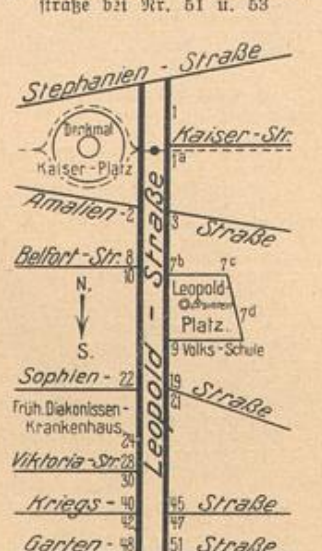 straße bei Nr. 51 u. 53
Stephanien - Straße
1
Denkmal
Kaiser-Platz
Kaiser-Str.
1a
Amalien-2
3 Straße
Belfort-Str. 8
10
7b 7c
Leopold-
7d
Platz.
N.
S.
9 Volks-Schule
Leopold - Straße
Sophien - 22
19 Straße
21
Früh. Diakonissen-
Krankenhaus
24
Viktoria-Str. 28
30
Kriegs - 40
45 Straße
42
47
Garten - 48
51 Straße